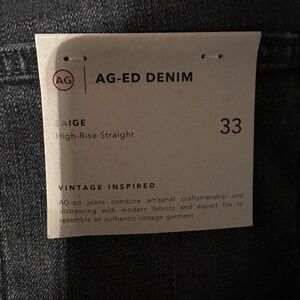 AG AG-ED DENIM
SAIGE
High-Rise Straight 33
VINTAGE INSPIRED
AG-ed jeans combine artisanal craftsmanship and
distressing with modern fabrics and expert fits to
resemble an authentic vintage garment.